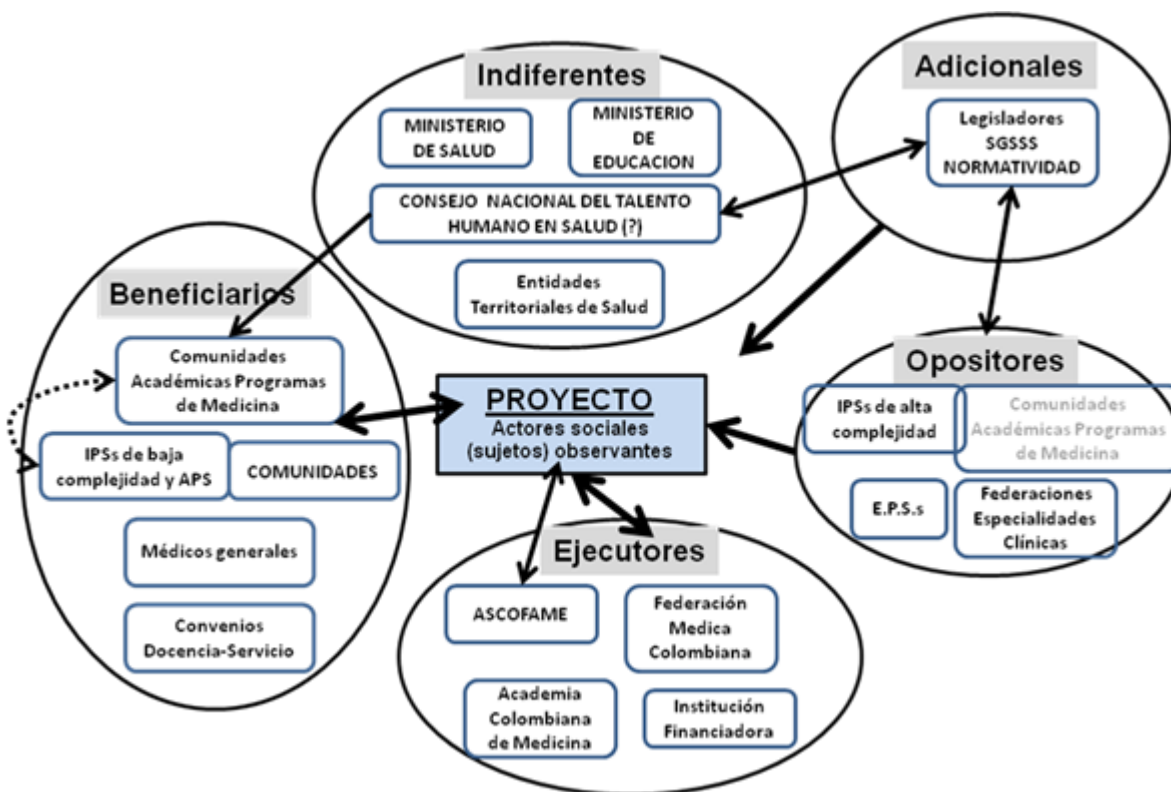 Indiferentes
MINISTERIO
DE SALUD
MINISTERIO
DE
EDUCACION
CONSEJO NACIONAL DEL TALENTO
HUMANO EN SALUD (?)
Entidades
Territoriales de Salud
Adicionales
Legisladores
SGSSS
NORMATIVIDAD
Beneficiarios
Comunidades
Académicas Programas
de Medicina
IPSs de baja
complejidad y APS
COMUNIDADES
Médicos generales
Convenios
Docencia-Servicio
PROYECTO
Actores sociales
(sujetos) observantes
Opositores
IPSs de alta
complejidad
Comunidades
Académicas Programas
de Medicina
E.P.S.s
Federaciones
Especialidades
Clínicas
Ejecutores
ASCOFAME
Federación
Medica
Colombiana
Academia
Colombiana
de Medicina
Institución
Financiadora